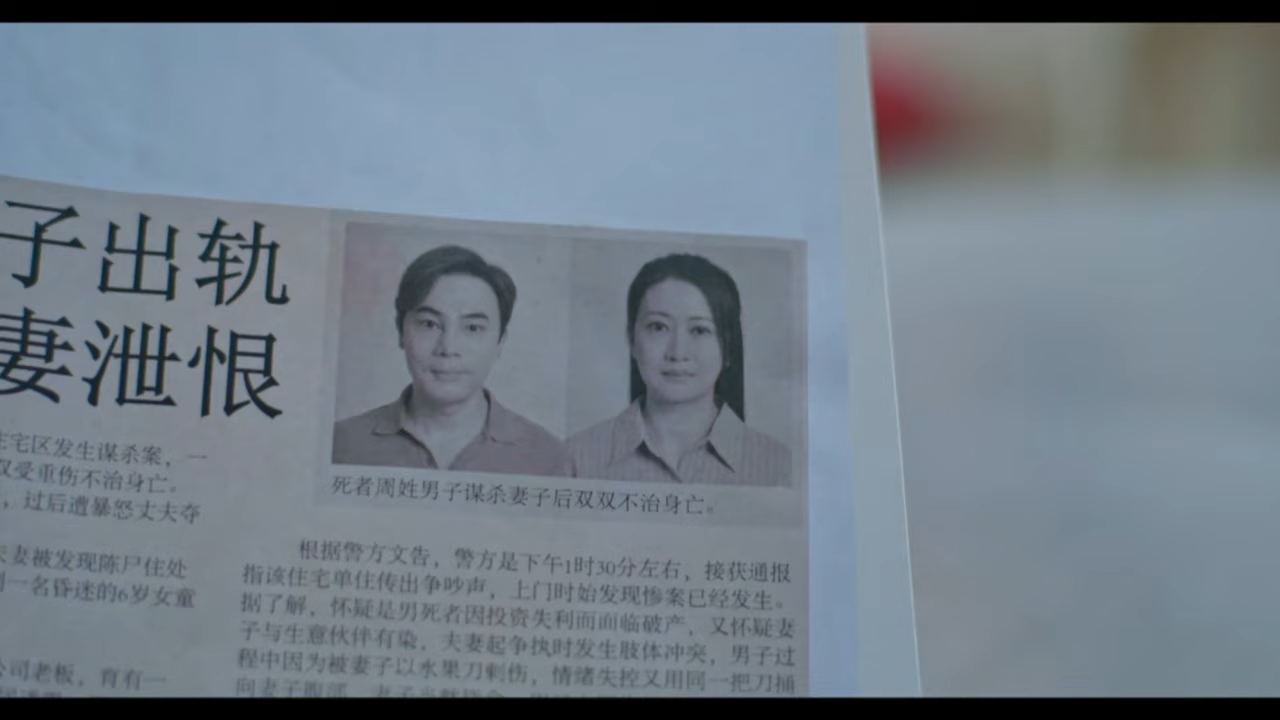 子出轨
妻泄恨
住宅区发生谋杀案，一
双受重伤不治身亡。
，过后遭暴怒丈夫夺
夫妻被发现陈尸住处
一名昏迷的6岁女童
公司老板，育有一
死者周姓男子谋杀妻子后双双不治身亡。
根据警方文告，警方是下午1时30分左右，接获通报
指该住宅单住传出争吵声，上门时始发现惨案已经发生。
据了解，怀疑是男死者因投资失利而面临破产，又怀疑妻
子与生意伙伴有染，夫妻起争执时发生肢体冲突，男子过
程中因为被妻子以水果刀刺伤，情绪失控又用同一把刀捅
向妻子腹部